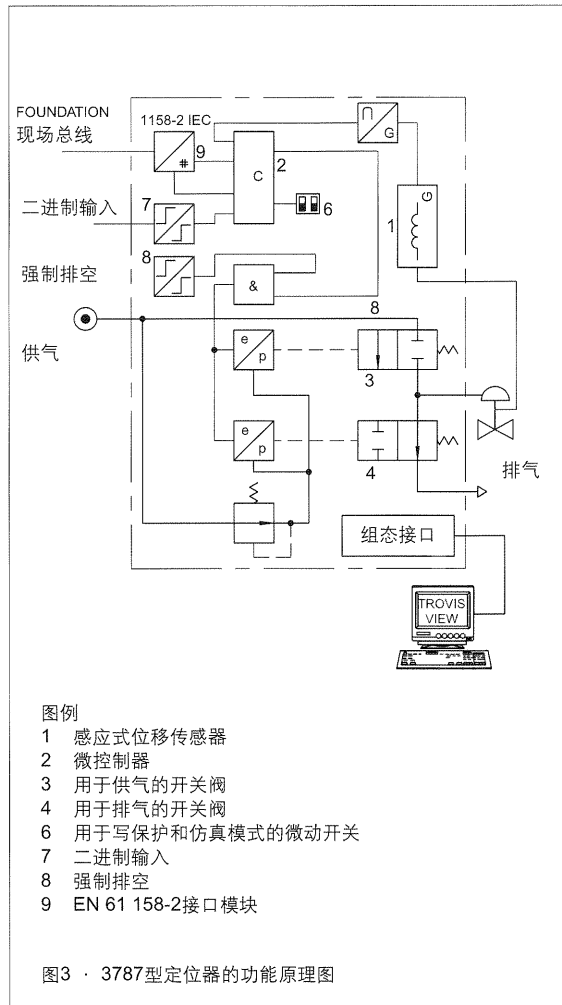 FOUNDATION
现场总线
1158-2 IEC
#
9
C
2
∩
G
6
二进制输入
7
G
1
强制排空
8
&
8
供气
e
p
3
e
p
4
排气
组态接口
TROVIS
VIEW
图例
1 感应式位移传感器
2 微控制器
3 用于供气的开关阀
4 用于排气的开关阀
6 用于写保护和仿真模式的微动开关
7 二进制输入
8 强制排空
9 EN 61 158-2接口模块
图3 · 3787型定位器的功能原理图